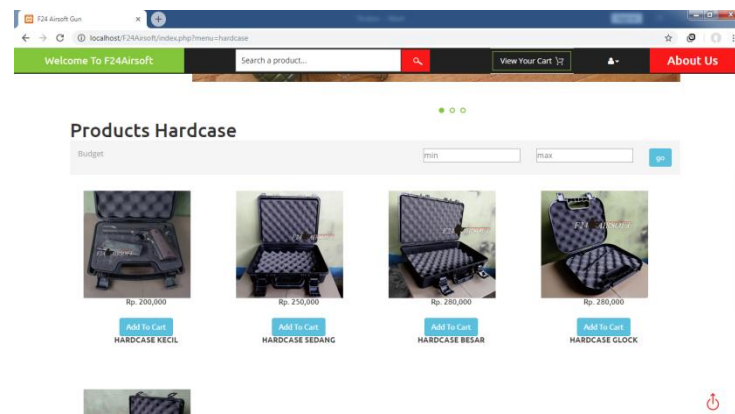 F24 Airsoft Gun
localhost/F24Airsoft/index.php?menu=hardcase
Welcome To F24Airsoft
Search a product...
View Your Cart
About Us
Products Hardcase
Budget
min
max
go
Rp. 200,000
Rp. 250,000
Rp. 280,000
Rp. 280,000
Add To Cart
Add To Cart
Add To Cart
Add To Cart
HARDCASE KECIL
HARDCASE SEDANG
HARDCASE BESAR
HARDCASE GLOCK